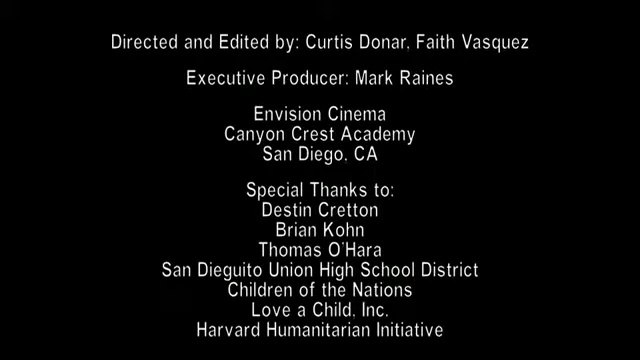 Directed and Edited by: Curtis Donar, Faith Vasquez
Executive Producer: Mark Raines
Envision Cinema
Canyon Crest Academy
San Diego, CA
Special Thanks to:
Destin Cretton
Brian Kohn
Thomas O'Hara
San Dieguito Union High School District
Children of the Nations
Love a Child, Inc.
Harvard Humanitarian Initiative